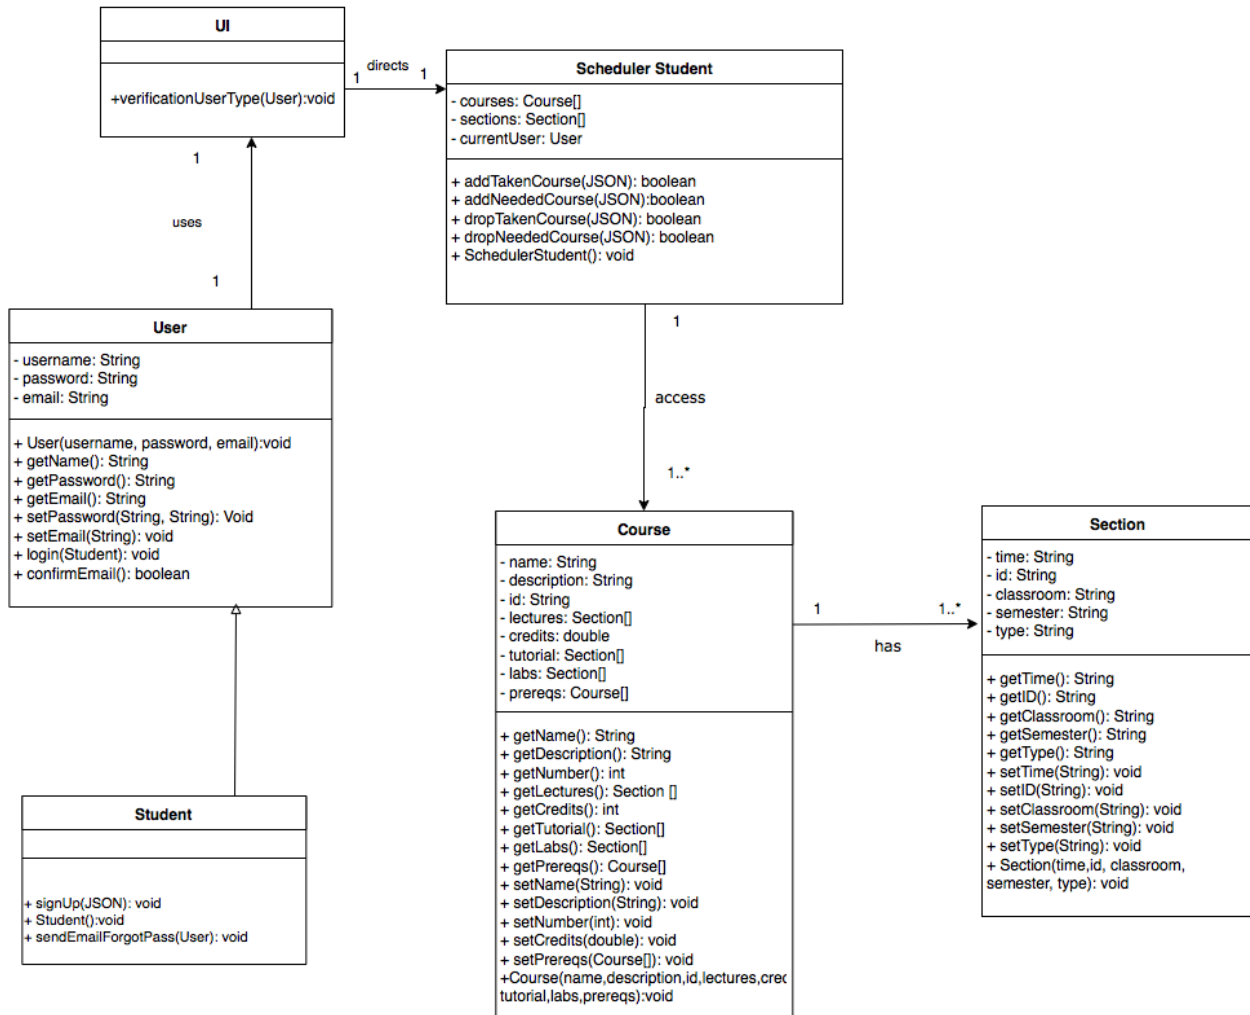 UI
+verificationUserType(User):void
1
directs
1
Scheduler Student
- courses: Course[]
- sections: Section[]
- currentUser: User
+ addTakenCourse(JSON): boolean
+ addNeededCourse(JSON):boolean
+ dropTakenCourse(JSON): boolean
+ dropNeededCourse(JSON): boolean
+ SchedulerStudent(): void
1
uses
1
User
- username: String
- password: String
- email: String
+ User(username, password, email):void
+ getName(): String
+ getPassword(): String
+ getEmail(): String
+ setPassword(String, String): Void
+ setEmail(String): void
+ login(Student): void
+ confirmEmail(): boolean
1
access
1..*
Course
- name: String
- description: String
- id: String
- lectures: Section[]
- credits: double
- tutorial: Section[]
- labs: Section[]
- prereqs: Course[]
+ getName(): String
+ getDescription(): String
+ getNumber(): int
+ getLectures(): Section []
+ getCredits(): int
+ getTutorial(): Section[]
+ getLabs(): Section[]
+ getPrereqs(): Course[]
+ setName(String): void
+ setDescription(String): void
+ setNumber(int): void
+ setCredits(double): void
+ setPrereqs(Course[]): void
+Course(name,description,id,lectures,cred
tutorial,labs,prereqs):void
1
1..*
has
Section
- time: String
- id: String
- classroom: String
- semester: String
- type: String
+ getTime(): String
+ getID(): String
+ getClassroom(): String
+ getSemester(): String
+ getType(): String
+ setTime(String): void
+ setID(String): void
+ setClassroom(String): void
+ setSemester(String): void
+ setType(String): void
+ Section(time,id, classroom,
semester, type): void
Student
+ signUp(JSON): void
+ Student():void
+ sendEmailForgotPass(User): void